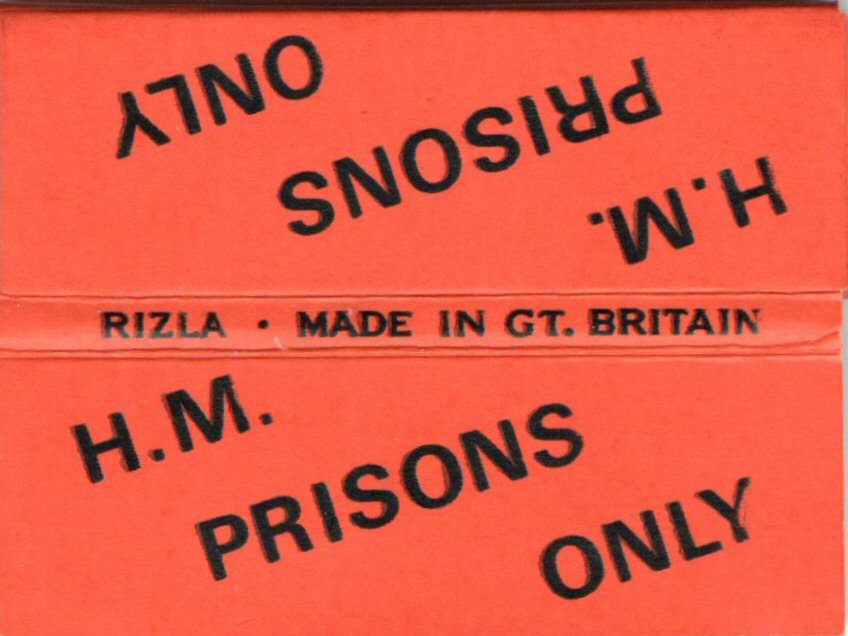 H.M.
PRISONS
ONLY
RIZLA · MADE IN GT. BRITAIN
H.M.
PRISONS
ONLY